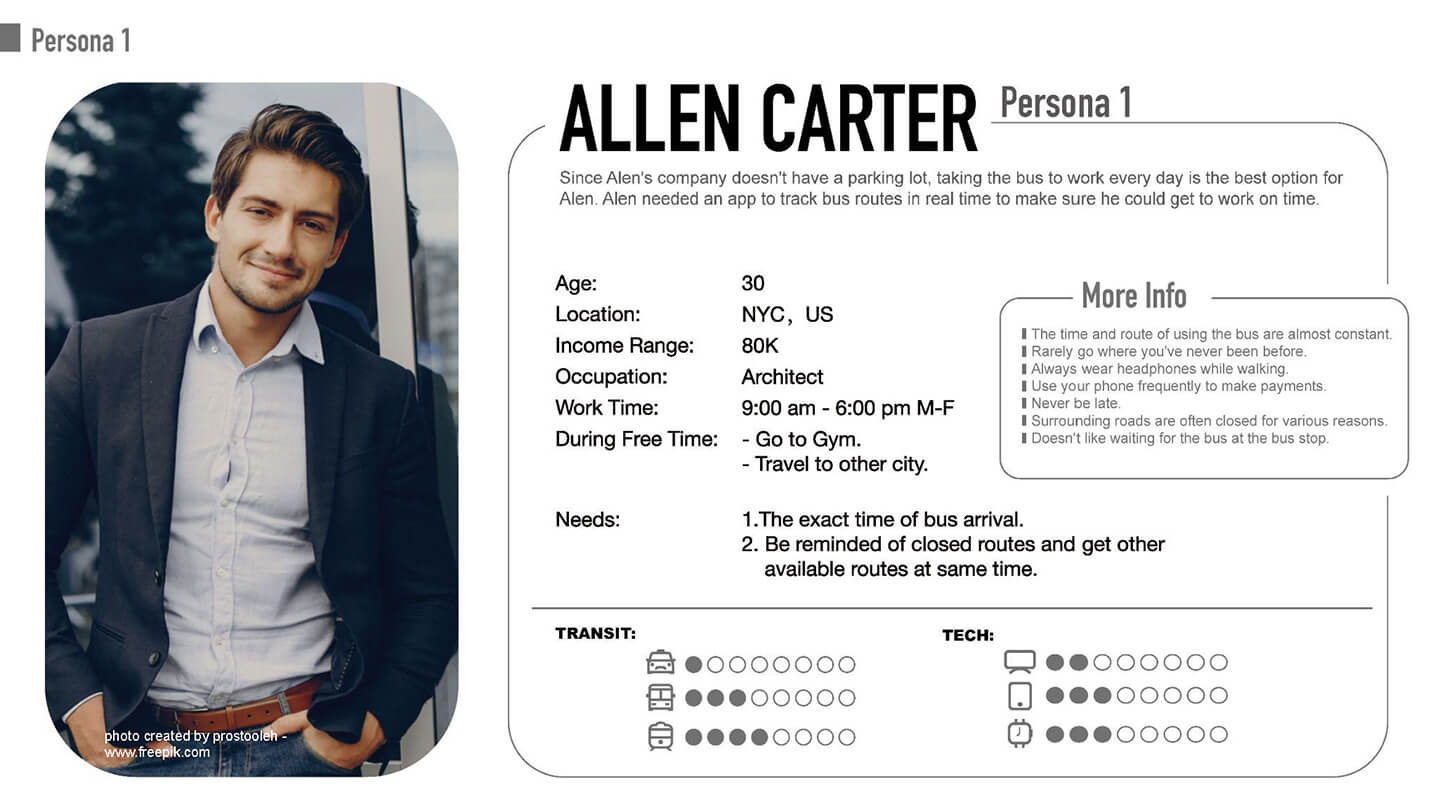 Persona 1
ALLEN CARTER Persona 1
Since Alen's company doesn't have a parking lot, taking the bus to work every day is the best option for
Alen. Alen needed an app to track bus routes in real time to make sure he could get to work on time.
Age: 30
Location: NYC, US
Income Range: 80K
Occupation: Architect
Work Time: 9:00 am - 6:00 pm M-F
During Free Time: - Go to Gym.
- Travel to other city.
More Info
The time and route of using the bus are almost constant.
Rarely go where you've never been before.
Always wear headphones while walking.
Use your phone frequently to make payments.
Never be late.
Surrounding roads are often closed for various reasons.
Doesn't like waiting for the bus at the bus stop.
Needs: 1.The exact time of bus arrival.
2. Be reminded of closed routes and get other
available routes at same time.
TRANSIT:
TECH:
photo created by prostooleh -
www.freepik.com